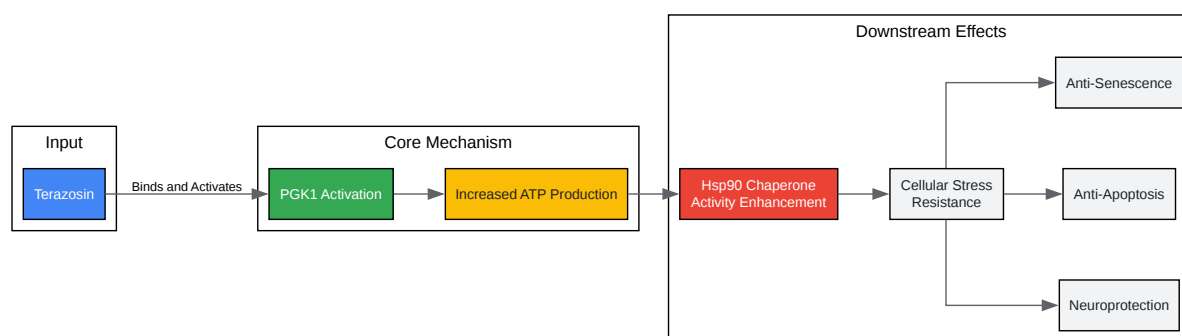 Input
Terazosin
Binds and Activates
Core Mechanism
PGK1 Activation
Increased ATP Production
Downstream Effects
Hsp90 Chaperone
Activity Enhancement
Cellular Stress
Resistance
Anti-Senescence
Anti-Apoptosis
Neuroprotection